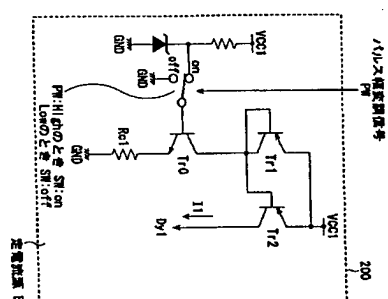 パルス幅変調信号
PW
VCC1
GND
on
off
GND
PW:Highのとき SW:on
Lowのとき SW:off
Tr0
Rc1
GND
Tr1
Tr2
VCC1
I1
Dy1
200
定電流源